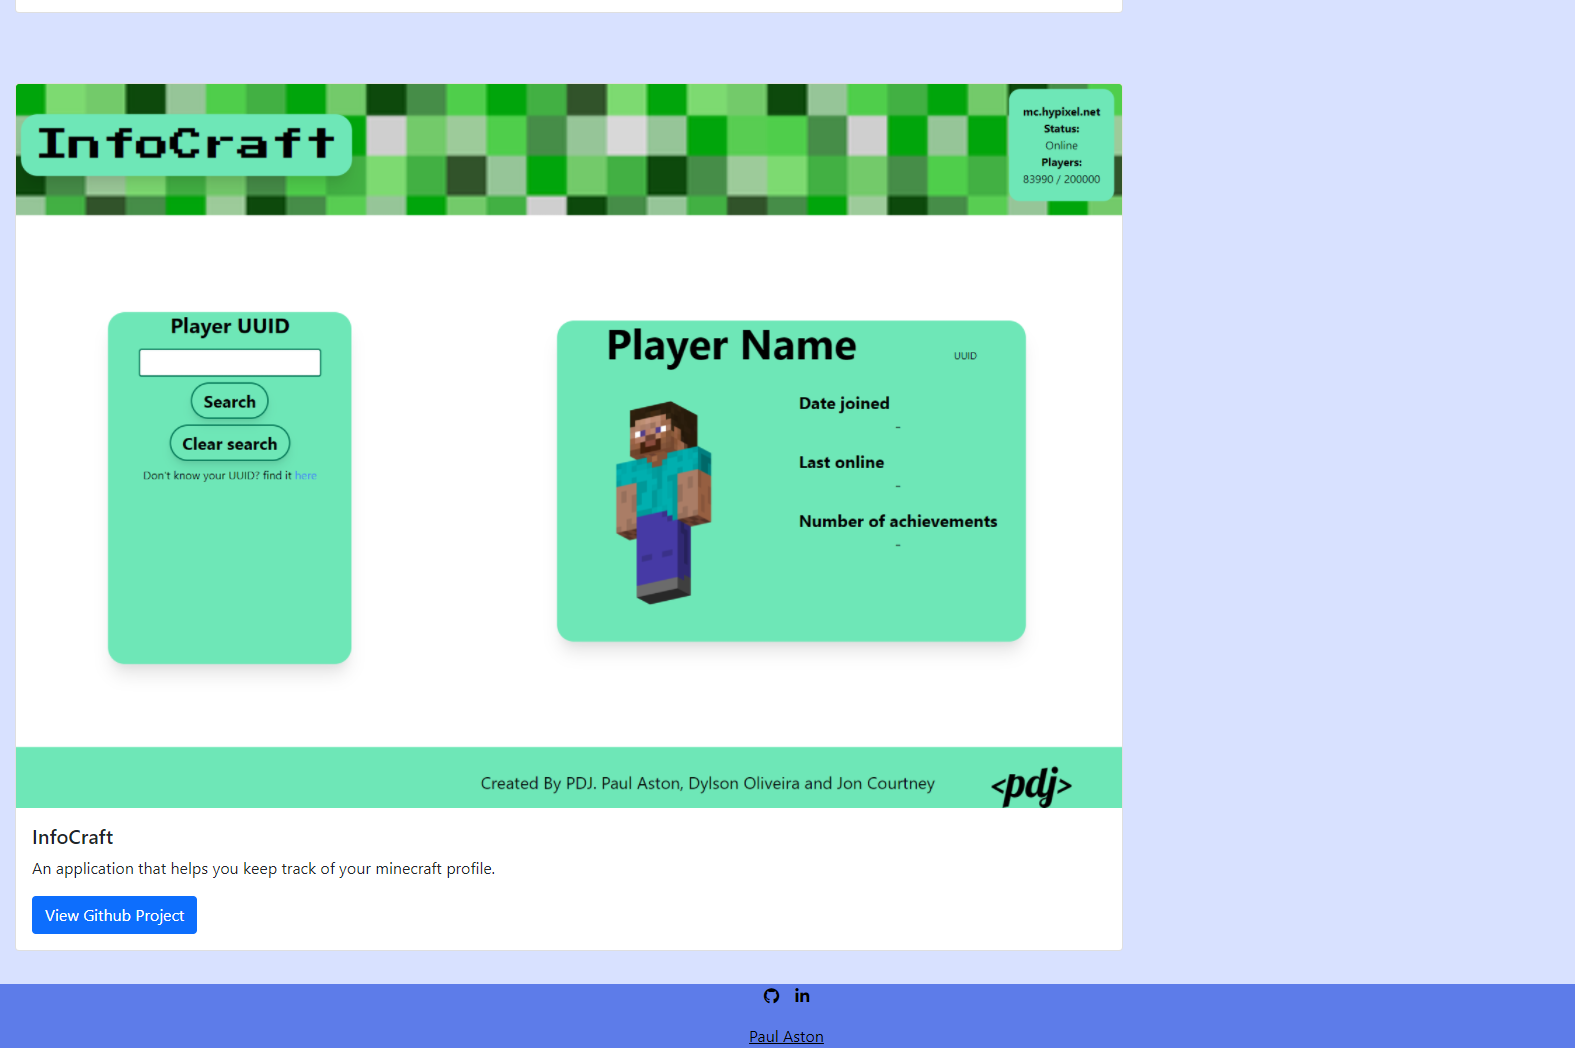 InfoCraft
mc.hypixel.net
Status:
Online
Players:
83990 / 200000
Player UUID
Search
Clear search
Don't know your UUID? find it here
Player Name
UUID
Date joined
-
Last online
-
Number of achievements
-
Created By PDJ. Paul Aston, Dylson Oliveira and Jon Courtney
<pdj>
InfoCraft
An application that helps you keep track of your minecraft profile.
View Github Project
in
Paul Aston